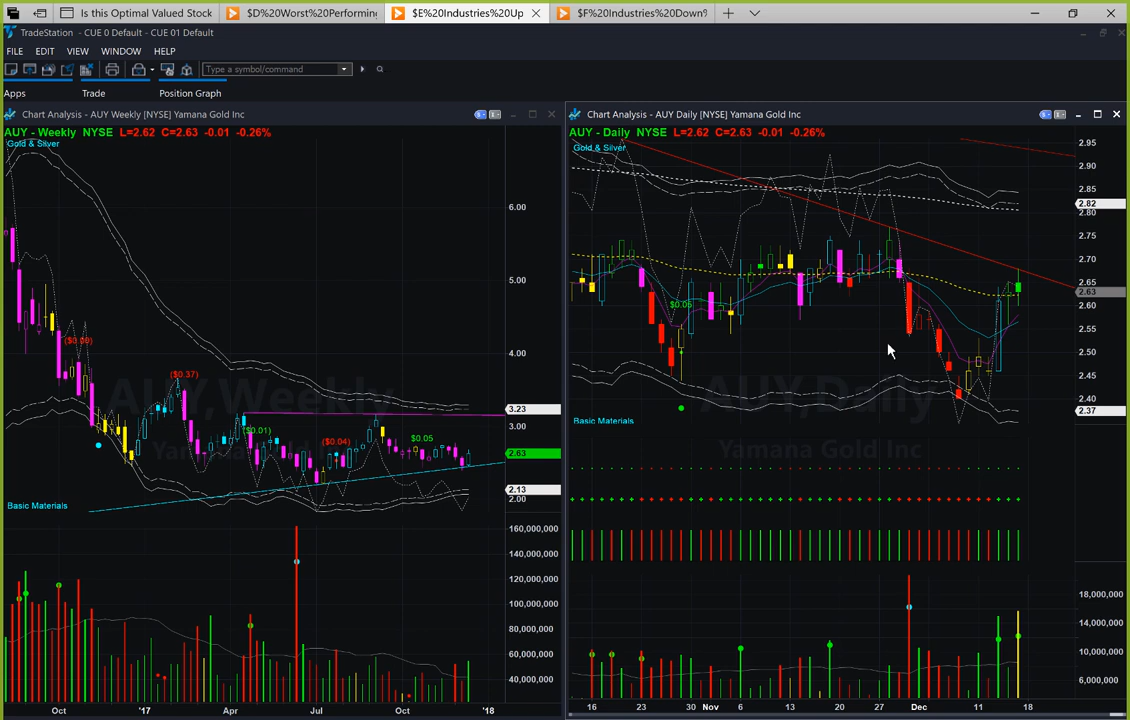 Is this Optimal Valued Stock
$D%20Worst%20Performing
$E%20Industries%20Up
$F%20Industries%20Down%
TradeStation - CUE 0 Default - CUE 01 Default
FILE EDIT VIEW WINDOW HELP
Type a symbol/command
Apps Trade Position Graph
Chart Analysis - AUY Weekly [NYSE] Yamana Gold Inc
AUY - Weekly NYSE L=2.62 C=2.63 -0.01 -0.26%
Gold & Silver
6.00
5.00
4.00
3.23
3.00
2.63
2.13
2.00
($0.37)
($0.01)
($0.04)
$0.05
AUY,Weekly
Yamana Gold Inc
Basic Materials
160,000,000
140,000,000
120,000,000
100,000,000
80,000,000
60,000,000
40,000,000
Oct '17 Apr Jul Oct '18
Chart Analysis - AUY Daily [NYSE] Yamana Gold Inc
AUY - Daily NYSE L=2.62 C=2.63 -0.01 -0.26%
Gold & Silver
2.95
2.90
2.85
2.82
2.80
2.75
2.70
2.65
2.63
2.60
2.55
2.50
2.45
2.40
2.37
$0.05
AUY Daily
Yamana Gold Inc
Basic Materials
18,000,000
14,000,000
10,000,000
6,000,000
16 23 30 Nov 6 13 20 27 Dec 11 18